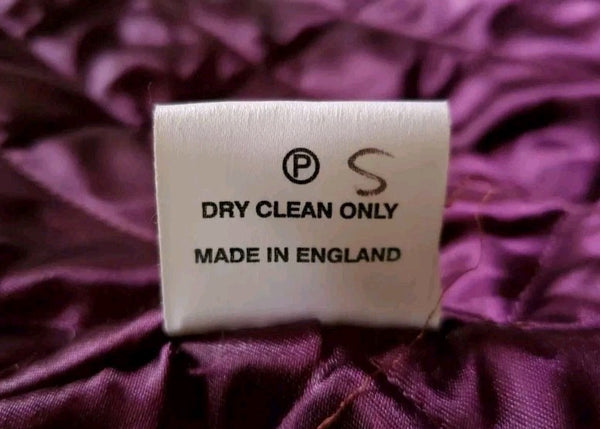 Ⓟ S
DRY CLEAN ONLY
MADE IN ENGLAND